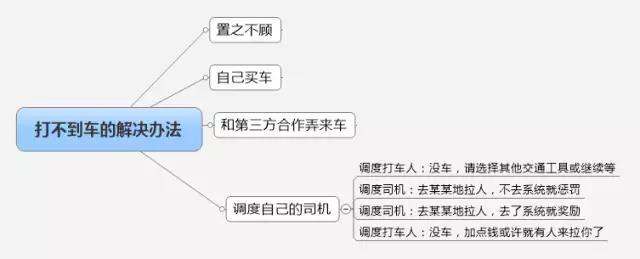 置之不顾
自己买车
打不到车的解决办法
和第三方合作弄来车
调度自己的司机
调度打车人：没车，请选择其他交通工具或继续等
调度司机：去某某地拉人，不去系统就惩罚
调度司机：去某某地拉人，去了系统就奖励
调度打车人：没车，加点钱或许就有人来拉你了